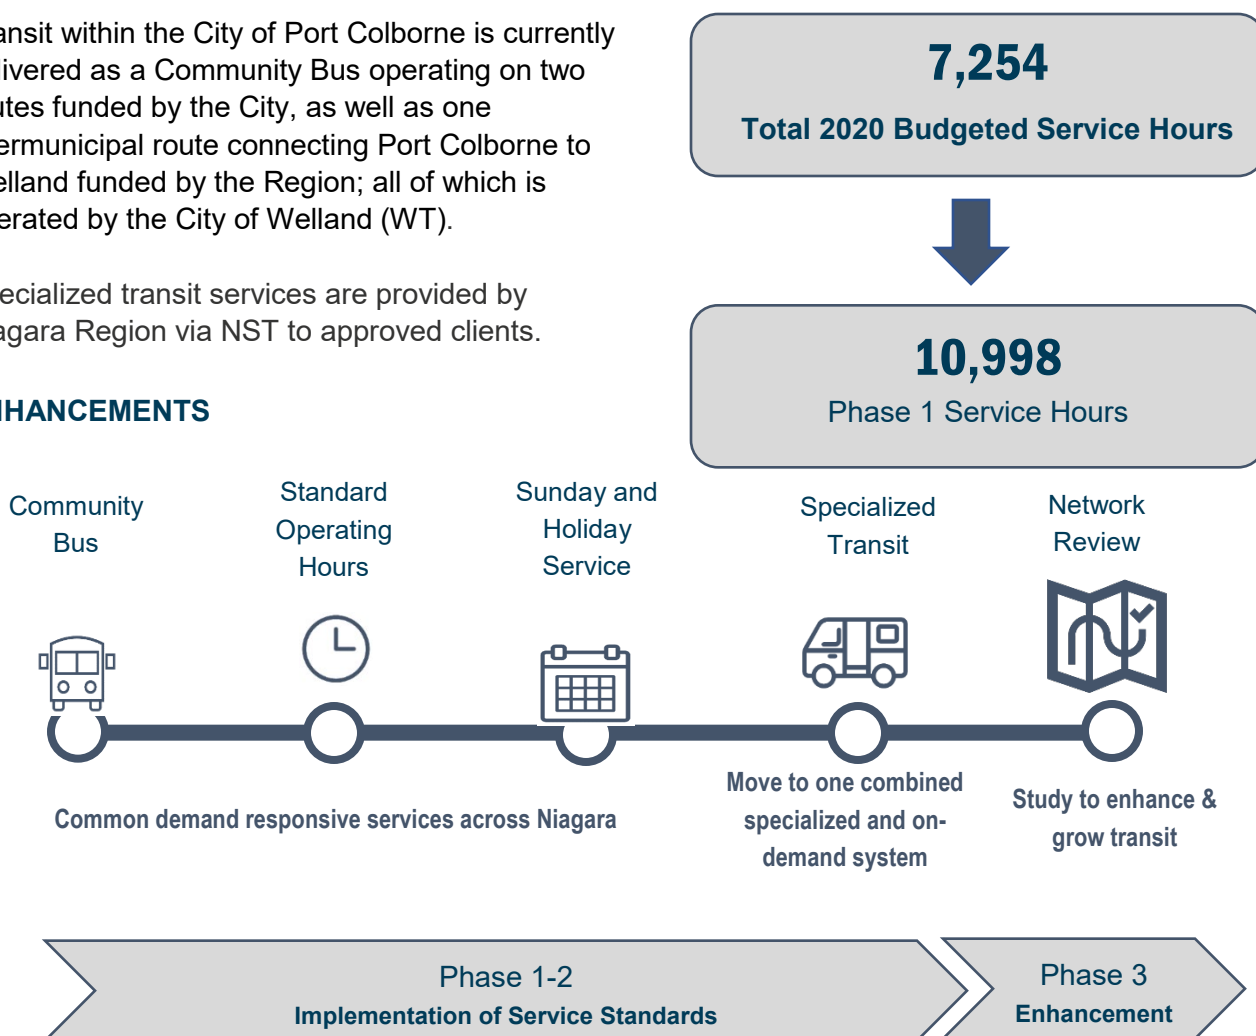 ansit within the City of Port Colborne is currently
livered as a Community Bus operating on two
utes funded by the City, as well as one
ermunicipal route connecting Port Colborne to
elland funded by the Region; all of which is
erated by the City of Welland (WT).
ecialized transit services are provided by
agara Region via NST to approved clients.
7,254
Total 2020 Budgeted Service Hours
10,998
Phase 1 Service Hours
HANCEMENTS
Community
Bus
Standard
Operating
Hours
Sunday and
Holiday
Service
Specialized
Transit
Network
Review
Common demand responsive services across Niagara
Move to one combined
specialized and on-
demand system
Study to enhance &
grow transit
Phase 1-2
Implementation of Service Standards
Phase 3
Enhancement